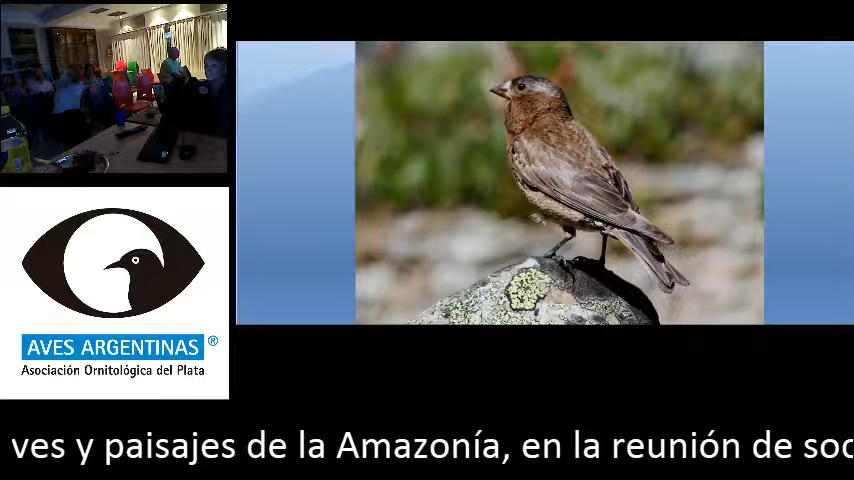 AVES ARGENTINAS®
Asociación Ornitológica del Plata
ves y paisajes de la Amazonía, en la reunión de soc